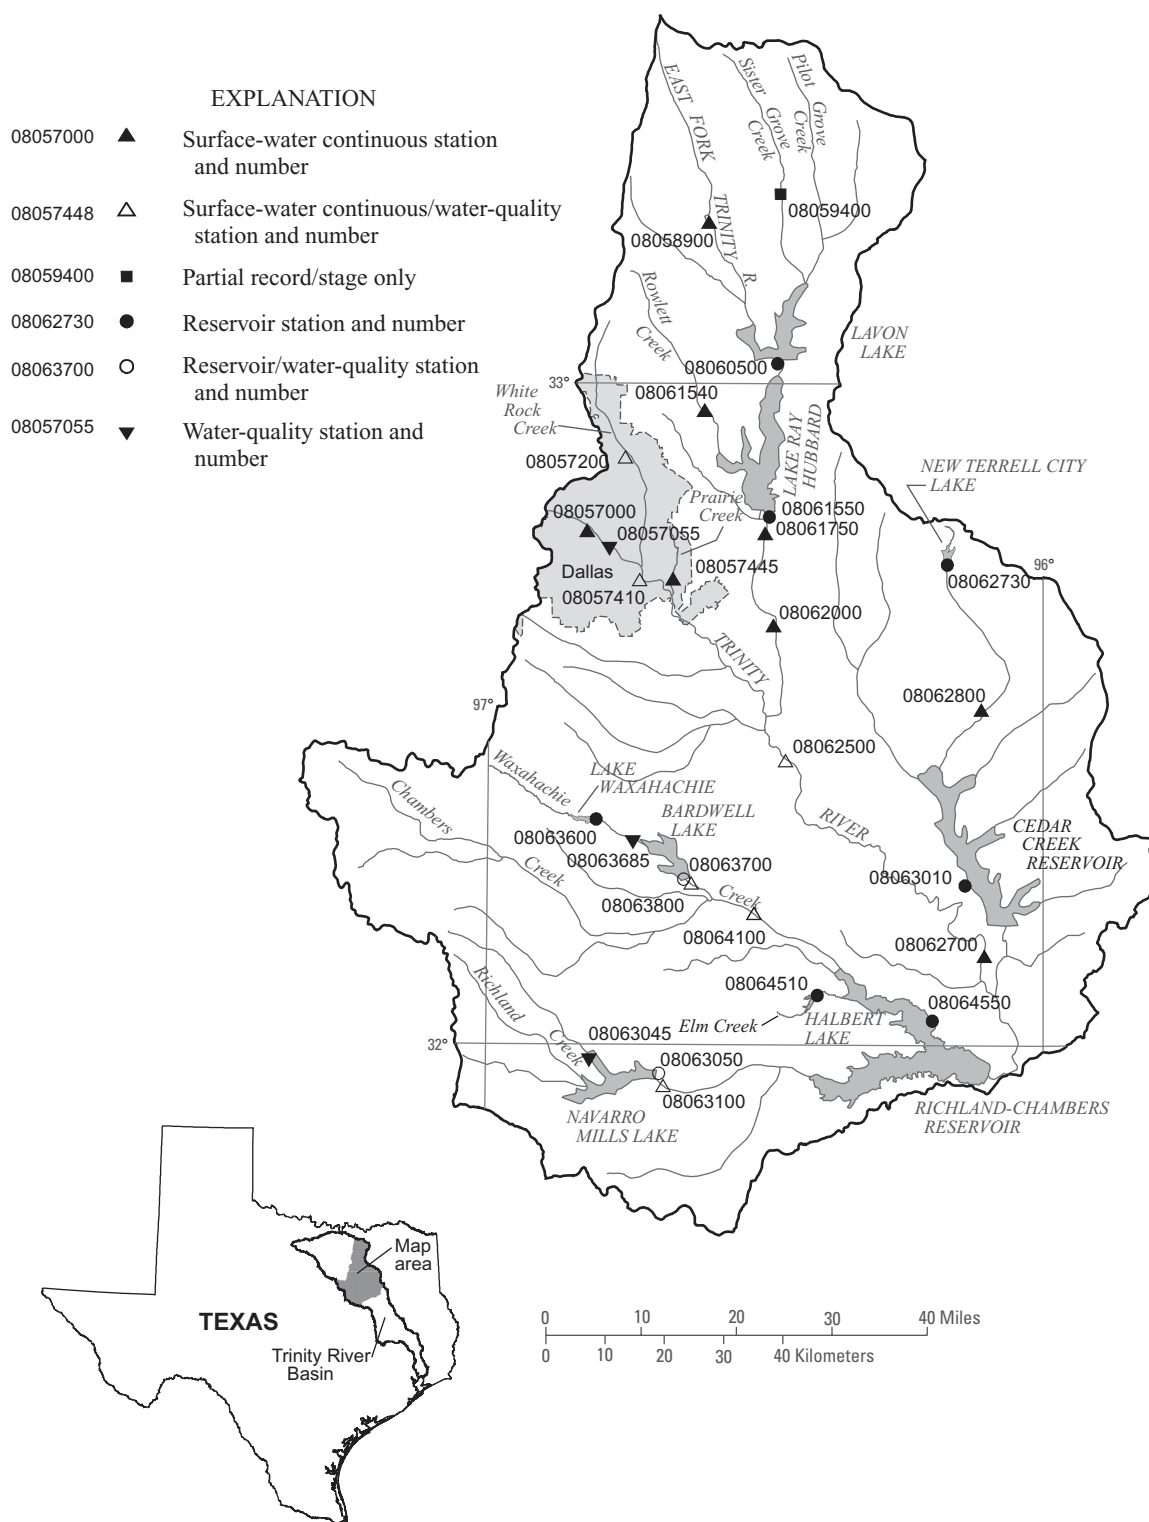 EXPLANATION
08057000
Surface-water continuous station
and number
08057448
Surface-water continuous/water-quality
station and number
08059400
Partial record/stage only
08062730
Reservoir station and number
08063700
Reservoir/water-quality station
and number
08057055
Water-quality station and
number
EAST FORK
TRINITY R.
Sister Grove
Creek
Pilot Grove
Creek
08059400
08058900
Rowlett
Creek
LAVON
LAKE
08060500
33°
08061540
White
Rock
Creek
LAKE RAY
HUBBARD
08057200
NEW TERRELL CITY
LAKE
Prairie
Creek
08061550
08057000
08061750
08057055
08057445
96°
Dallas
08062730
08057410
08062000
TRINITY
08062800
97°
08062500
Waxahachie
LAKE
WAXAHACHIE
Chambers
BARDWELL
LAKE
RIVER
08063600
CEDAR
CREEK
RESERVOIR
08063685
08063700
Creek
08063010
08063800
Creek
08064100
08062700
Richland
08064510
08064550
Elm Creek
HALBERT
LAKE
08063045
Creek
32°
08063050
08063100
NAVARRO
MILLS LAKE
RICHLAND-CHAMBERS
RESERVOIR
Map
area
TEXAS
Trinity River
Basin
0 10 20 30 40 Miles
0 10 20 30 40 Kilometers